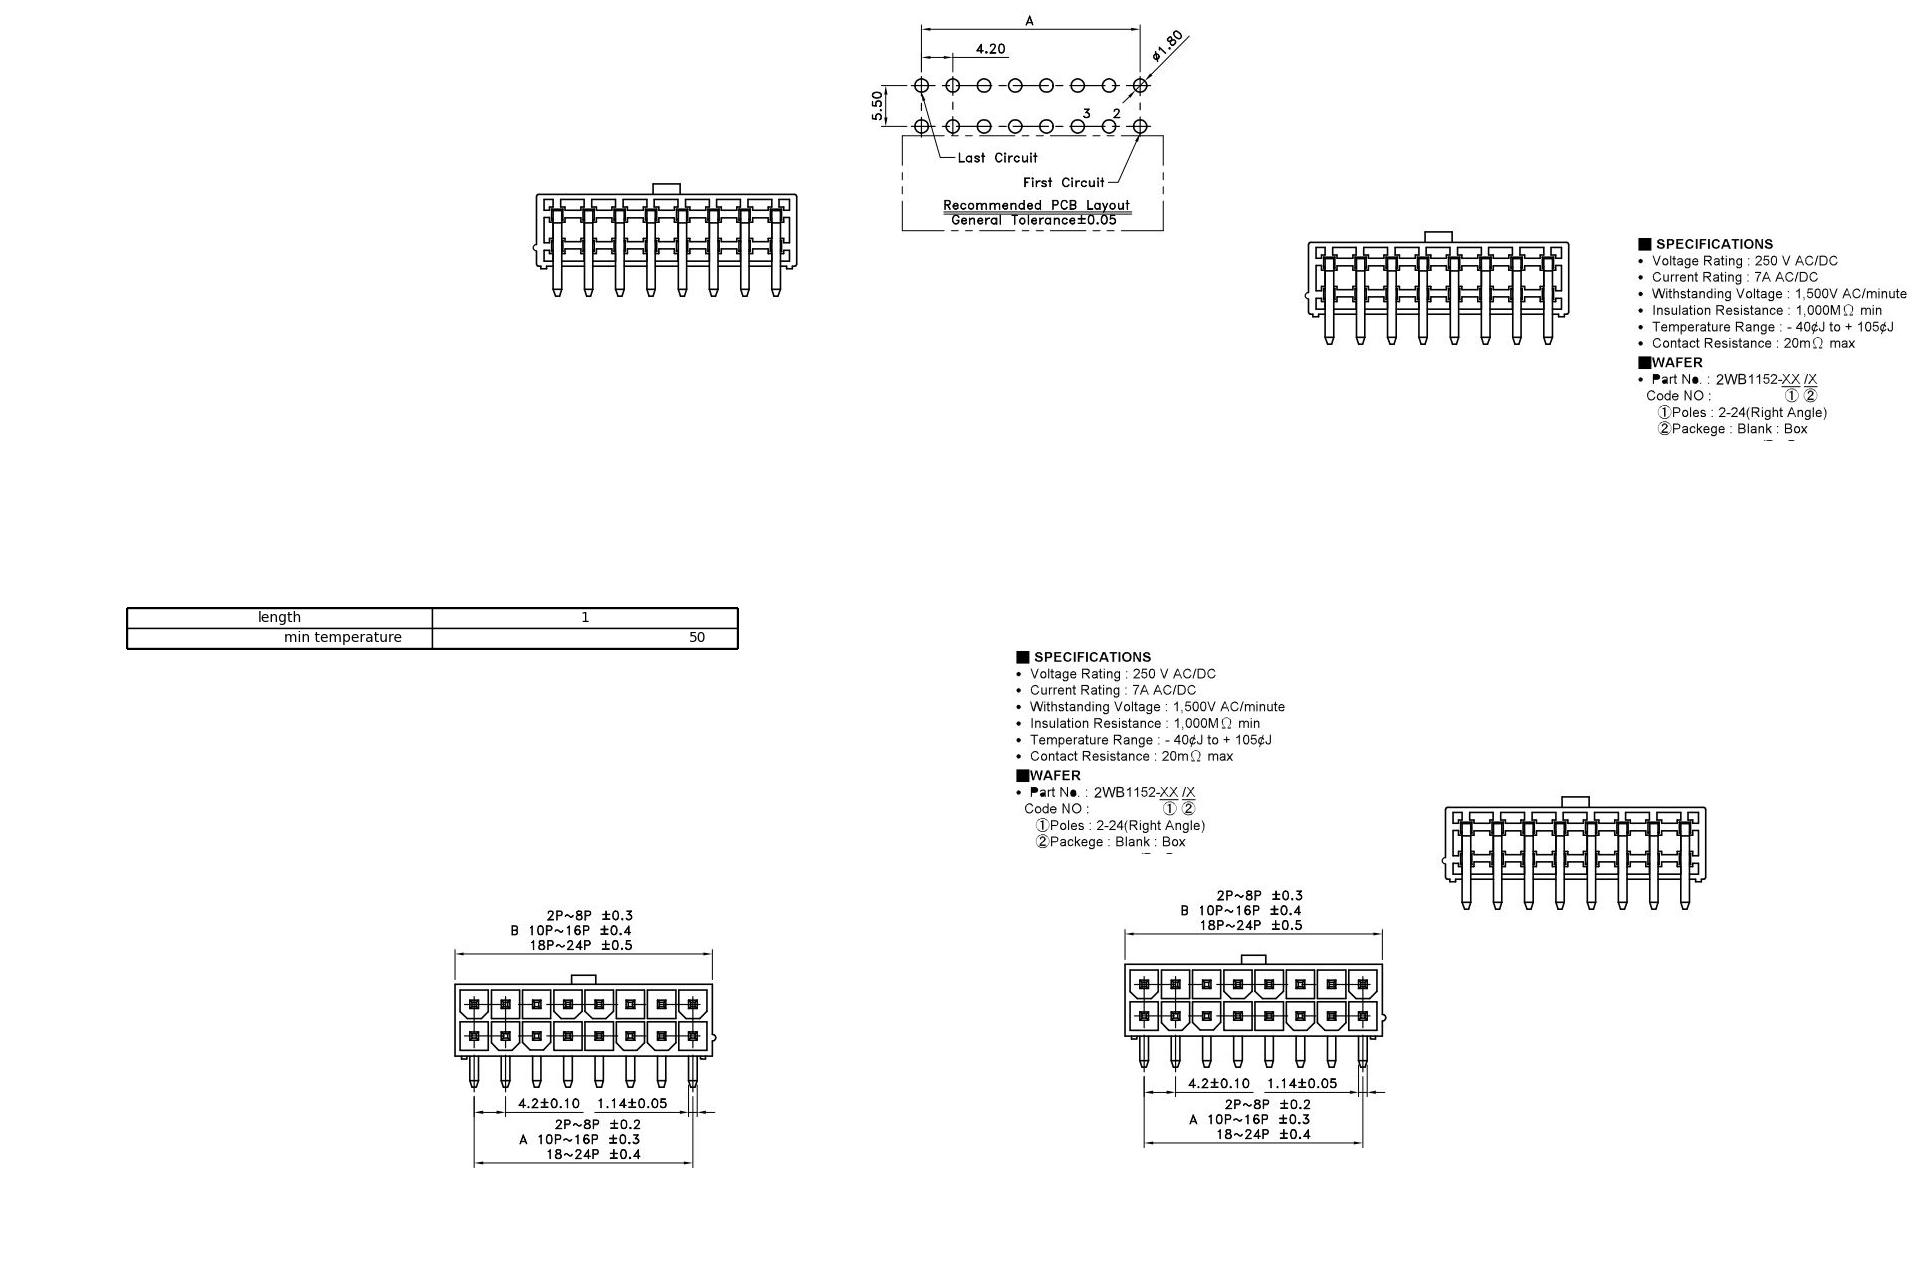 A
4.20
ø1.80
5.50
3 2
Last Circuit
First Circuit
Recommended PCB Layout
General Tolerance±0.05
■ SPECIFICATIONS
• Voltage Rating : 250 V AC/DC
• Current Rating : 7A AC/DC
• Withstanding Voltage : 1,500V AC/minute
• Insulation Resistance : 1,000MΩ min
• Temperature Range : - 40¢J to + 105¢J
• Contact Resistance : 20mΩ max
■WAFER
• Part No. : 2WB1152-XX /X
Code NO : ① ②
①Poles : 2-24(Right Angle)
②Packege : Blank : Box
length 1
min temperature 50
■ SPECIFICATIONS
• Voltage Rating : 250 V AC/DC
• Current Rating : 7A AC/DC
• Withstanding Voltage : 1,500V AC/minute
• Insulation Resistance : 1,000MΩ min
• Temperature Range : - 40¢J to + 105¢J
• Contact Resistance : 20mΩ max
■WAFER
• Part No. : 2WB1152-XX /X
Code NO : ① ②
①Poles : 2-24(Right Angle)
②Packege : Blank : Box
2P~8P ±0.3
B 10P~16P ±0.4
18P~24P ±0.5
4.2±0.10 1.14±0.05
2P~8P ±0.2
A 10P~16P ±0.3
18~24P ±0.4
2P~8P ±0.3
B 10P~16P ±0.4
18P~24P ±0.5
4.2±0.10 1.14±0.05
2P~8P ±0.2
A 10P~16P ±0.3
18~24P ±0.4